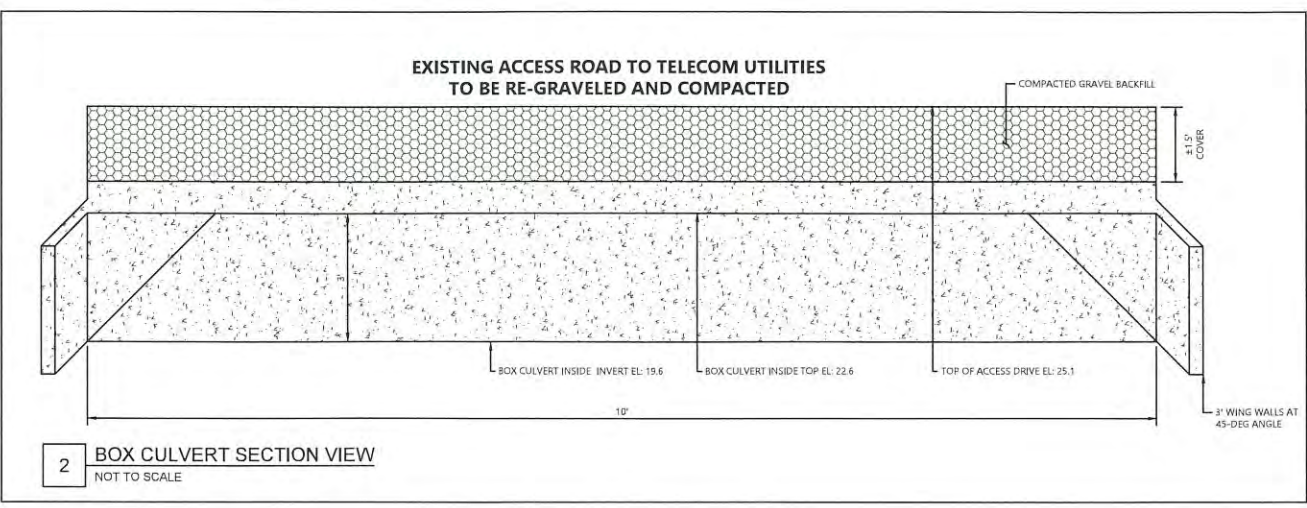 EXISTING ACCESS ROAD TO TELECOM UTILITIES
TO BE RE-GRAVELED AND COMPACTED
COMPACTED GRAVEL BACKFILL
±1.5'
COVER
3'
BOX CULVERT INSIDE INVERT EL: 19.6
BOX CULVERT INSIDE TOP EL: 22.6
TOP OF ACCESS DRIVE EL: 25.1
10'
3' WING WALLS AT
45-DEG ANGLE
2
BOX CULVERT SECTION VIEW
NOT TO SCALE